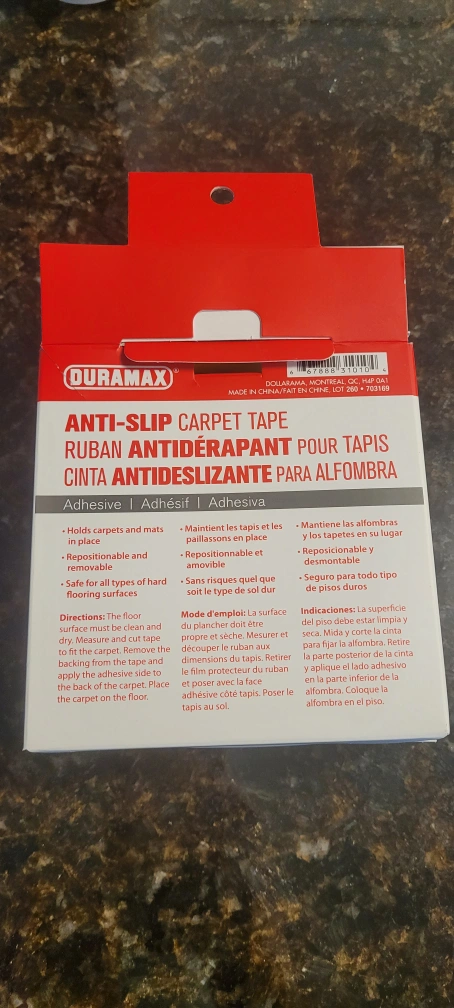 6 67888 31010 4
DURAMAX®
DOLLARAMA, MONTREAL, QC, H4P 0A1
MADE IN CHINA/FAIT EN CHINE, LOT 260 • 703169
ANTI-SLIP CARPET TAPE
RUBAN ANTIDÉRAPANT POUR TAPIS
CINTA ANTIDESLIZANTE PARA ALFOMBRA
Adhesive | Adhésif | Adhesiva
• Holds carpets and mats
in place
• Repositionable and
removable
• Safe for all types of hard
flooring surfaces
Directions: The floor
surface must be clean and
dry. Measure and cut tape
to fit the carpet. Remove the
backing from the tape and
apply the adhesive side to
the back of the carpet. Place
the carpet on the floor.
• Maintient les tapis et les
paillassons en place
• Repositionnable et
amovible
• Sans risques quel que
soit le type de sol dur
Mode d'emploi: La surface
du plancher doit être
propre et sèche. Mesurer et
découper le ruban aux
dimensions du tapis. Retirer
le film protecteur du ruban
et poser avec la face
adhésive côté tapis. Poser le
tapis au sol.
• Mantiene las alfombras
y los tapetes en su lugar
• Reposicionable y
desmontable
• Seguro para todo tipo
de pisos duros
Indicaciones: La superficie
del piso debe estar limpia y
seca. Mida y corte la cinta
para fijar la alfombra. Retire
la parte posterior de la cinta
y aplique el lado adhesivo
en la parte inferior de la
alfombra. Coloque la
alfombra en el piso.